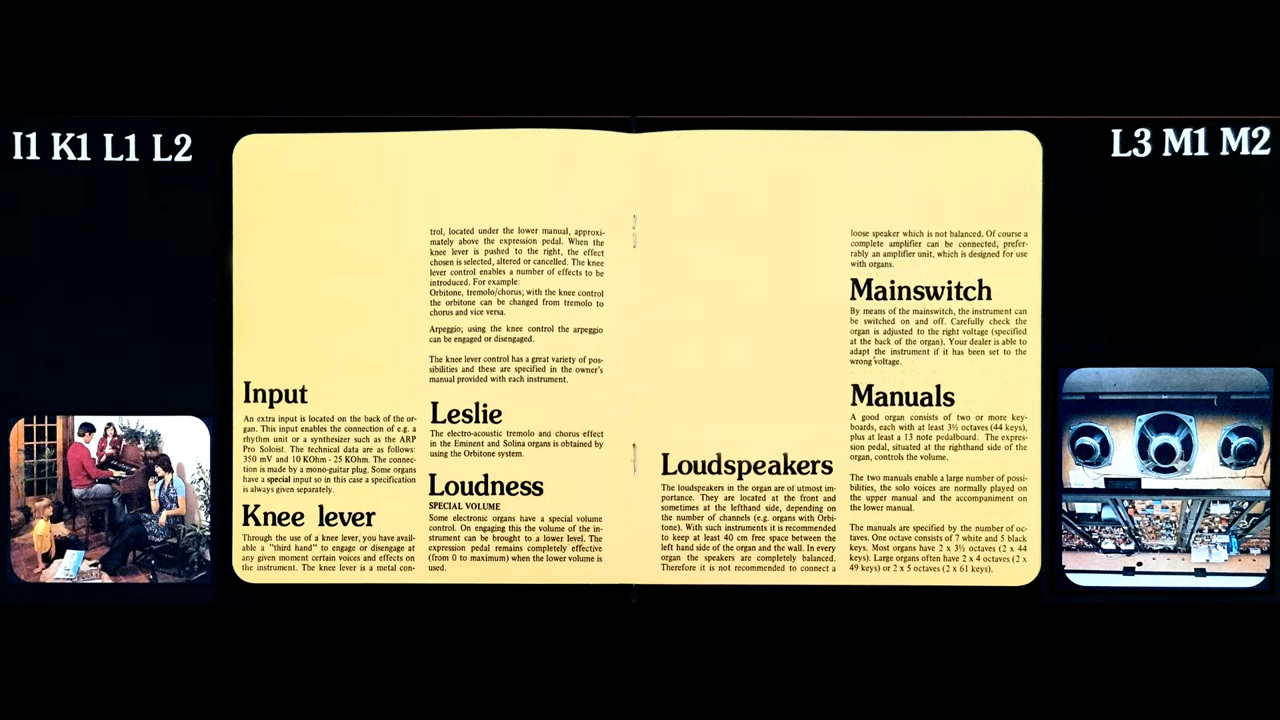 I1 K1 L1 L2
Input
An extra input is located on the back of the or-
gan. This input enables the connection of e.g. a
rhythm unit or a synthesizer such as the ARP
Pro Soloist. The technical data are as follows:
350 mV and 10 KOhm - 25 KOhm. The connec-
tion is made by a mono-guitar plug. Some organs
have a special input so in this case a specification
is always given separately.
Knee lever
Through the use of a knee lever, you have avail-
able a "third hand" to engage or disengage at
any given moment certain voices and effects on
the instrument. The knee lever is a metal con-
trol, located under the lower manual, approxi-
mately above the expression pedal. When the
knee lever is pushed to the right, the effect
chosen is selected, altered or cancelled. The knee
lever control enables a number of effects to be
introduced. For example:
Orbitone, tremolo/chorus; with the knee control
the orbitone can be changed from tremolo to
chorus and vice versa.
Arpeggio; using the knee control the arpeggio
can be engaged or disengaged.
The knee lever control has a great variety of pos-
sibilities and these are specified in the owner's
manual provided with each instrument.
Leslie
The electro-acoustic tremolo and chorus effect
in the Eminent and Solina organs is obtained by
using the Orbitone system.
Loudness
SPECIAL VOLUME
Some electronic organs have a special volume
control. On engaging this the volume of the in-
strument can be brought to a lower level. The
expression pedal remains completely effective
(from 0 to maximum) when the lower volume is
used.
L3 M1 M2
Loudspeakers
The loudspeakers in the organ are of utmost im-
portance. They are located at the front and
sometimes at the lefthand side, depending on
the number of channels (e.g. organs with Orbi-
tone). With such instruments it is recommended
to keep at least 40 cm free space between the
left hand side of the organ and the wall. In every
organ the speakers are completely balanced.
Therefore it is not recommended to connect a
loose speaker which is not balanced. Of course a
complete amplifier can be connected, prefer-
rably an amplifier unit, which is designed for use
with organs.
Mainswitch
By means of the mainswitch, the instrument can
be switched on and off. Carefully check the
organ is adjusted to the right voltage (specified
at the back of the organ). Your dealer is able to
adapt the instrument if it has been set to the
wrong voltage.
Manuals
A good organ consists of two or more key-
boards, each with at least 3½ octaves (44 keys),
plus at least a 13 note pedalboard. The expres-
sion pedal, situated at the righthand side of the
organ, controls the volume.
The two manuals enable a large number of possi-
bilities, the solo voices are normally played on
the upper manual and the accompaniment on
the lower manual.
The manuals are specified by the number of oc-
taves. One octave consists of 7 white and 5 black
keys. Most organs have 2 x 3½ octaves (2 x 44
keys). Large organs often have 2 x 4 octaves (2 x
49 keys) or 2 x 5 octaves (2 x 61 keys).